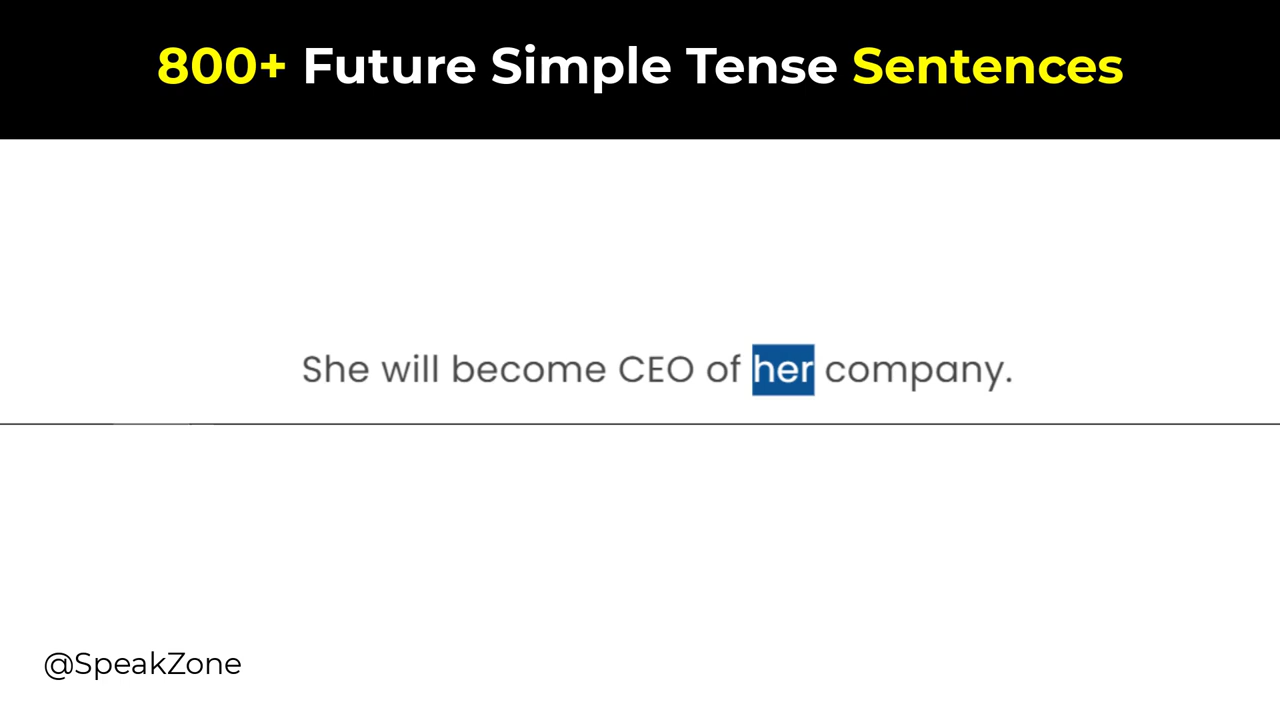 800+ Future Simple Tense Sentences
She will become CEO of her company.
@SpeakZone